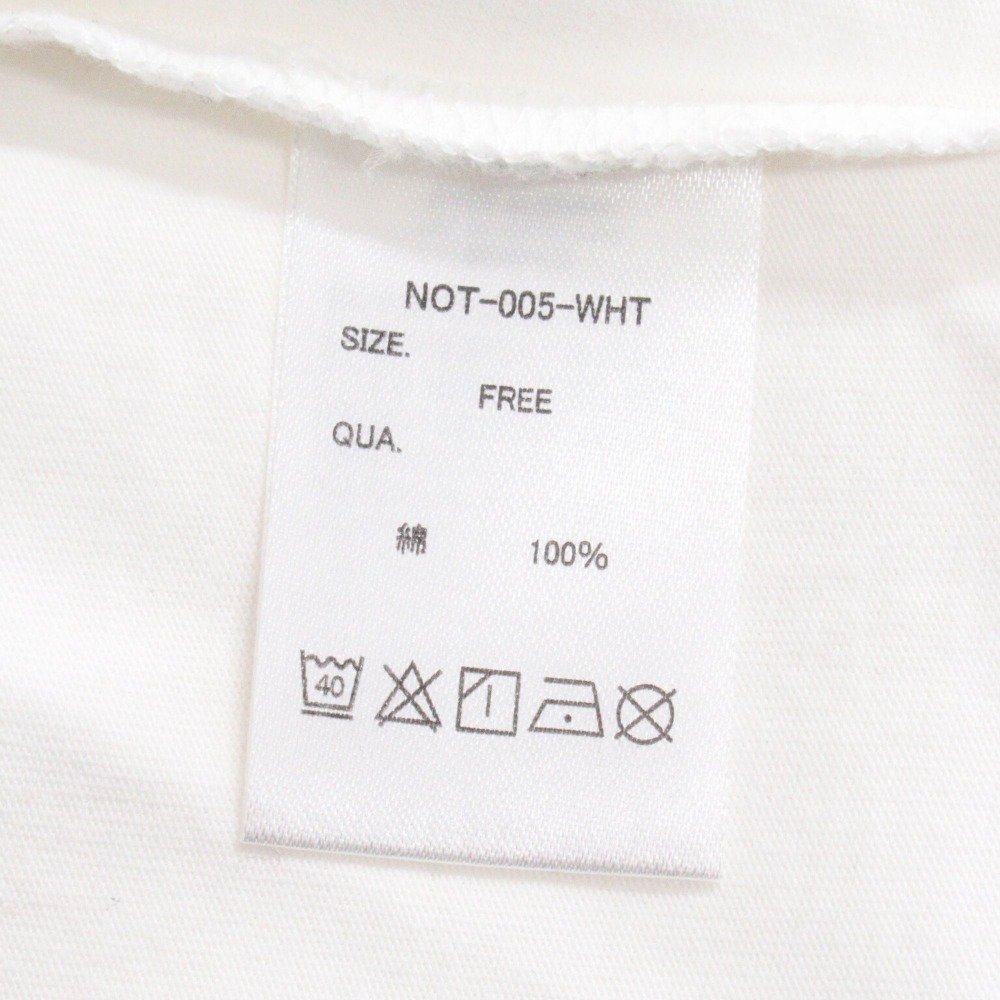 NOT-005-WHT
SIZE.
FREE
QUA.
綿 100%
40